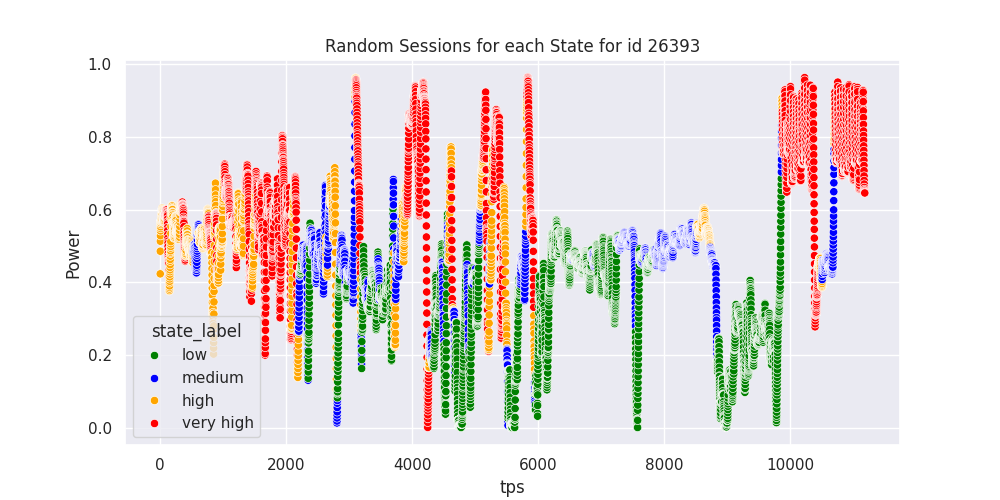 Random Sessions for each State for id 26393
1.0
0.8
0.6
0.4
0.2
0.0
Power
state_label
low
medium
high
very high
0 2000 4000 6000 8000 10000
tps